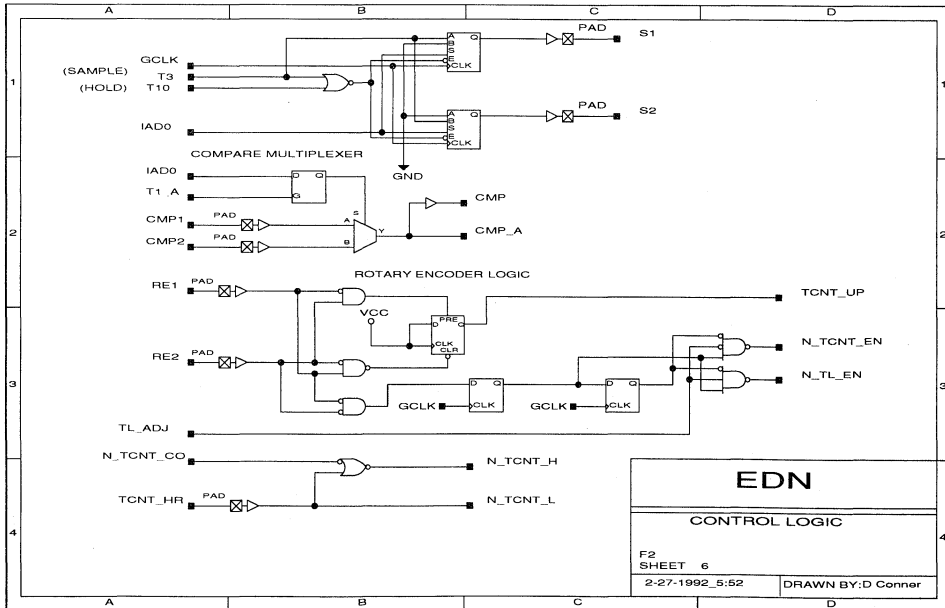 A B C D
GCLK
(SAMPLE) T3
(HOLD) T10
IAD0
A
B
S
E
CLK
Q
PAD
S1
A
B
S
E
CLK
Q
PAD
S2
GND
1
1
COMPARE MULTIPLEXER
IAD0
T1_A
D Q
G
S
CMP1 PAD
A
Y
CMP2 PAD
B
CMP
CMP_A
2
2
ROTARY ENCODER LOGIC
RE1 PAD
VCC
PRE
D Q
CLK
CLR
TCNT_UP
RE2 PAD
N_TCNT_EN
N_TL_EN
D Q
GCLK
CLK
D Q
GCLK
CLK
3
3
TL_ADJ
N_TCNT_CO
N_TCNT_H
TCNT_HR PAD
N_TCNT_L
4
4
EDN
CONTROL LOGIC
F2
SHEET 6
2-27-1992_5:52
DRAWN BY:D Conner
A B C D